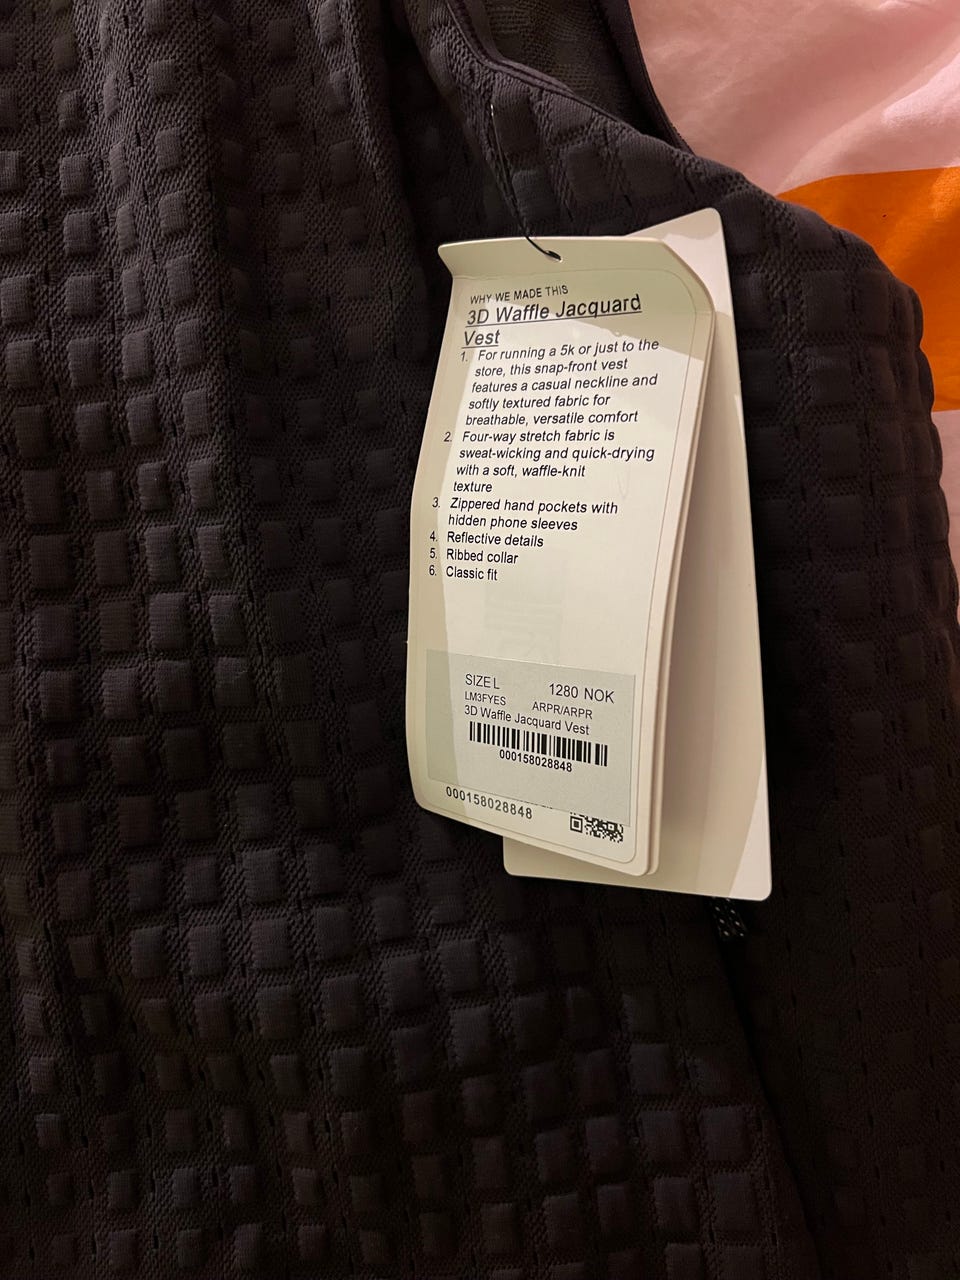 WHY WE MADE THIS
3D Waffle Jacquard
Vest
1. For running a 5k or just to the
store, this snap-front vest
features a casual neckline and
softly textured fabric for
breathable, versatile comfort
2. Four-way stretch fabric is
sweat-wicking and quick-drying
with a soft, waffle-knit
texture
3. Zippered hand pockets with
hidden phone sleeves
4. Reflective details
5. Ribbed collar
6. Classic fit
SIZE L 1280 NOK
LM3FYES ARPR/ARPR
3D Waffle Jacquard Vest
000158028848
000158028848